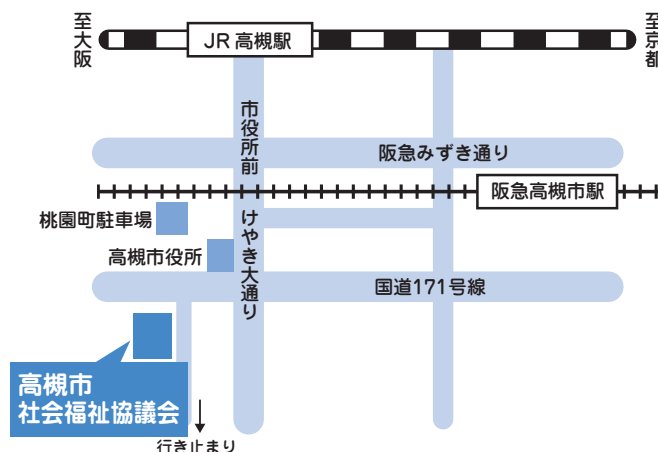 至大阪
JR高槻駅
至京都
市役所前けやき大通り
阪急みずき通り
阪急高槻市駅
桃園町駐車場
高槻市役所
国道171号線
高槻市
社会福祉協議会
行き止まり